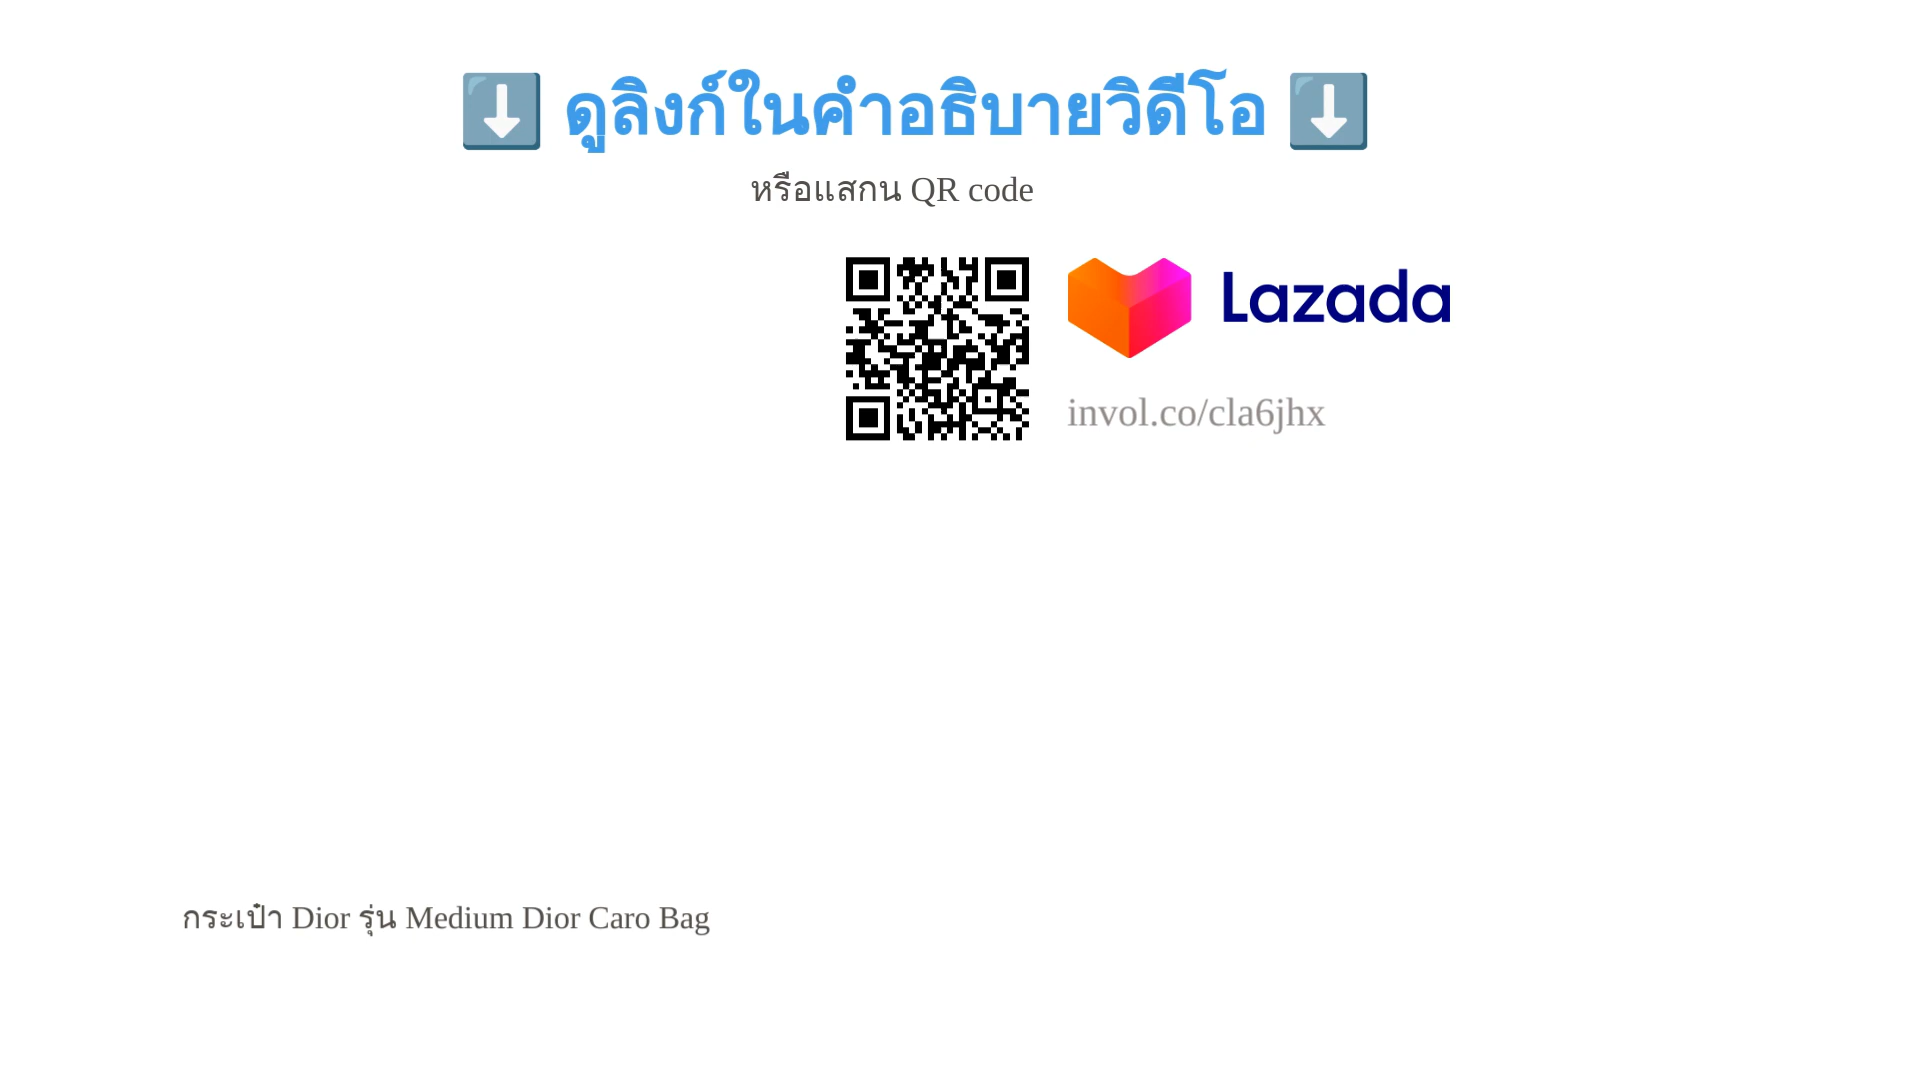 ⬇️ ดูลิงก์ในคำอธิบายวิดีโอ ⬇️
หรือแสกน QR code
Lazada
invol.co/cla6jhx
กระเป๋า Dior รุ่น Medium Dior Caro Bag